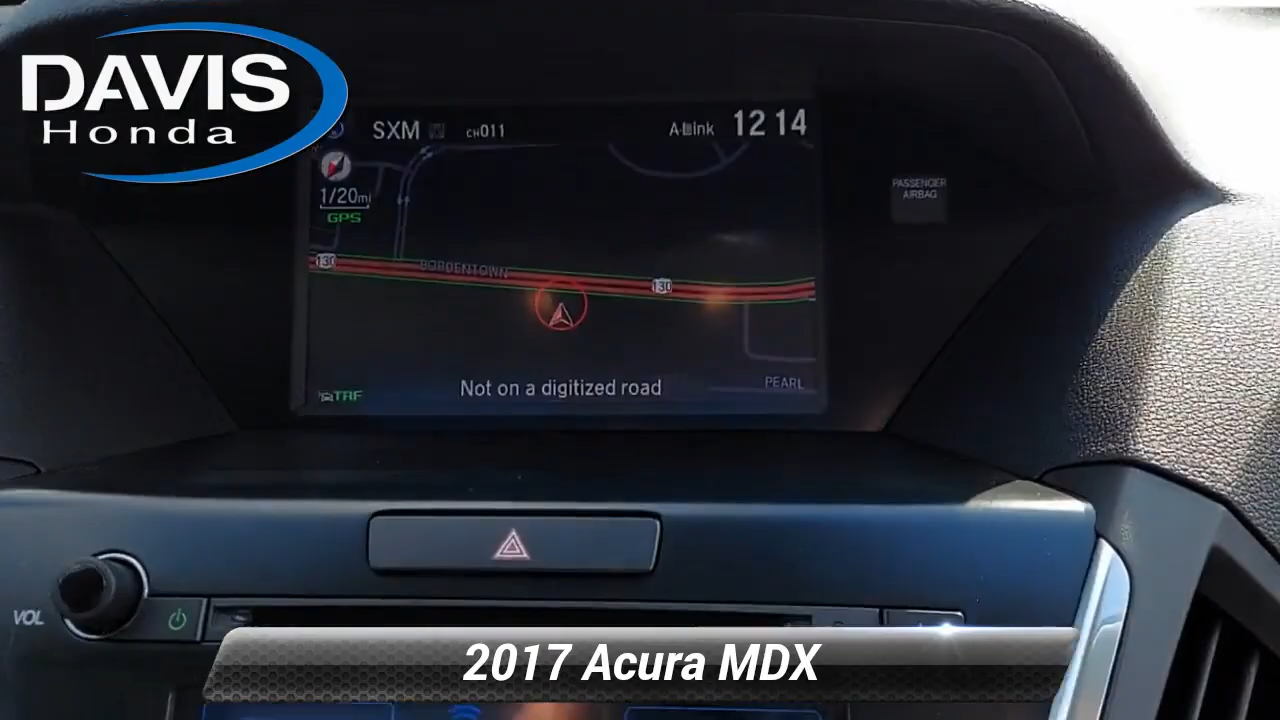 DAVIS
Honda
SXM CH011 A-Link 12 14
1/20mi
GPS
130
BORDENTOWN
130
Not on a digitized road
PEARL
TRF
PASSENGER
AIRBAG
VOL
2017 Acura MDX